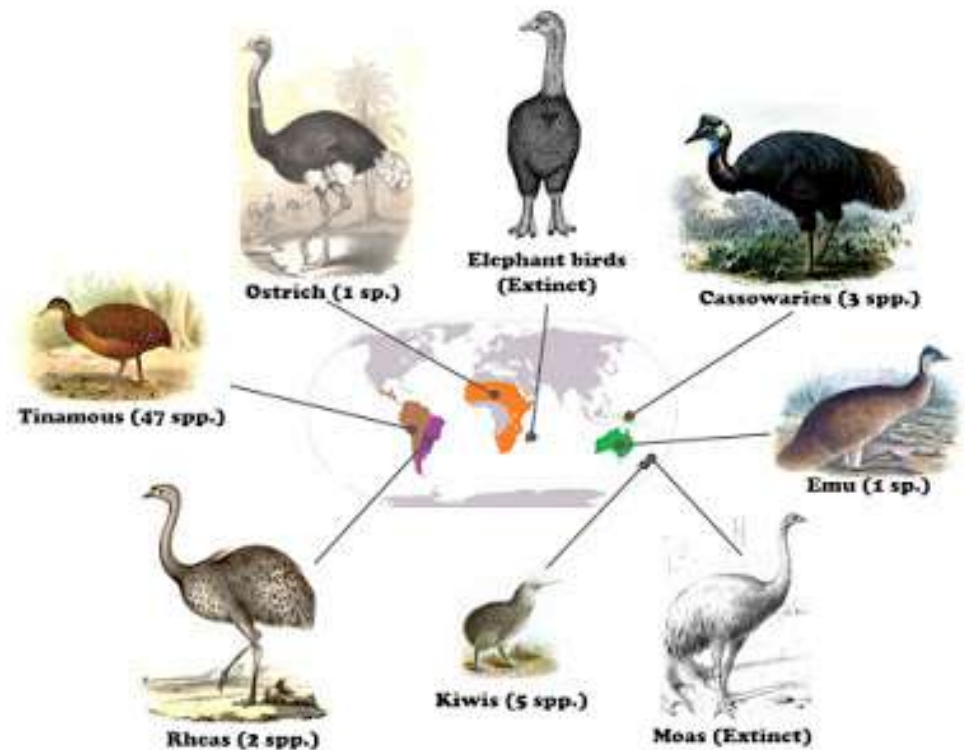 Ostrich (1 sp.)
Elephant birds
(Extinct)
Cassowaries (3 spp.)
Tinamous (47 spp.)
Emu (1 sp.)
Rheas (2 spp.)
Kiwis (5 spp.)
Moas (Extinct)